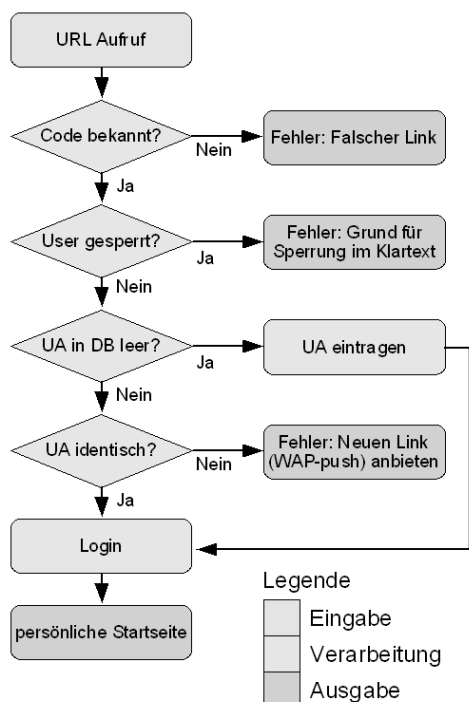 URL Aufruf
Code bekannt?
Nein
Fehler: Falscher Link
Ja
User gesperrt?
Ja
Fehler: Grund für
Sperrung im Klartext
Nein
UA in DB leer?
Ja
UA eintragen
Nein
UA identisch?
Nein
Fehler: Neuen Link
(WAP-push) anbieten
Ja
Login
persönliche Startseite
Legende
Eingabe
Verarbeitung
Ausgabe